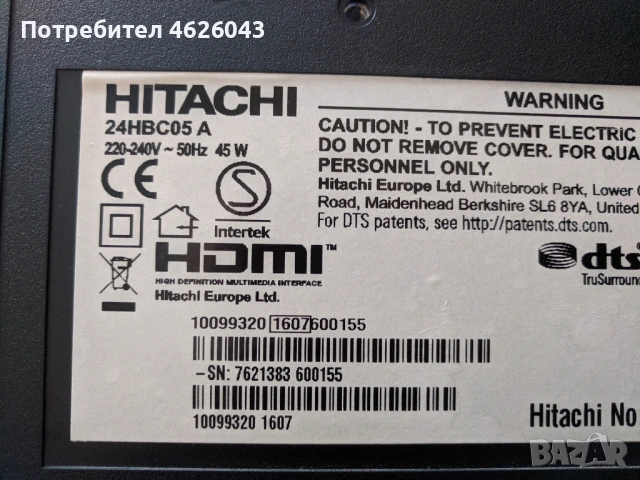 Потребител 4626043
HITACHI
24HBC05 A
220-240V ~ 50Hz 45 W
CE
S
Intertek
HDMI™
HIGH DEFINITION MULTIMEDIA INTERFACE
Hitachi Europe Ltd.
WARNING
CAUTION! - TO PREVENT ELECTRIC
DO NOT REMOVE COVER. FOR QUA
PERSONNEL ONLY.
Hitachi Europe Ltd. Whitebrook Park, Lower
Road, Maidenhead Berkshire SL6 8YA, United
For DTS patents, see http://patents.dts.com.
dts
TruSurround
10099320 1607 600155
-SN: 7621383 600155
10099320 1607
Hitachi No
BAZAR